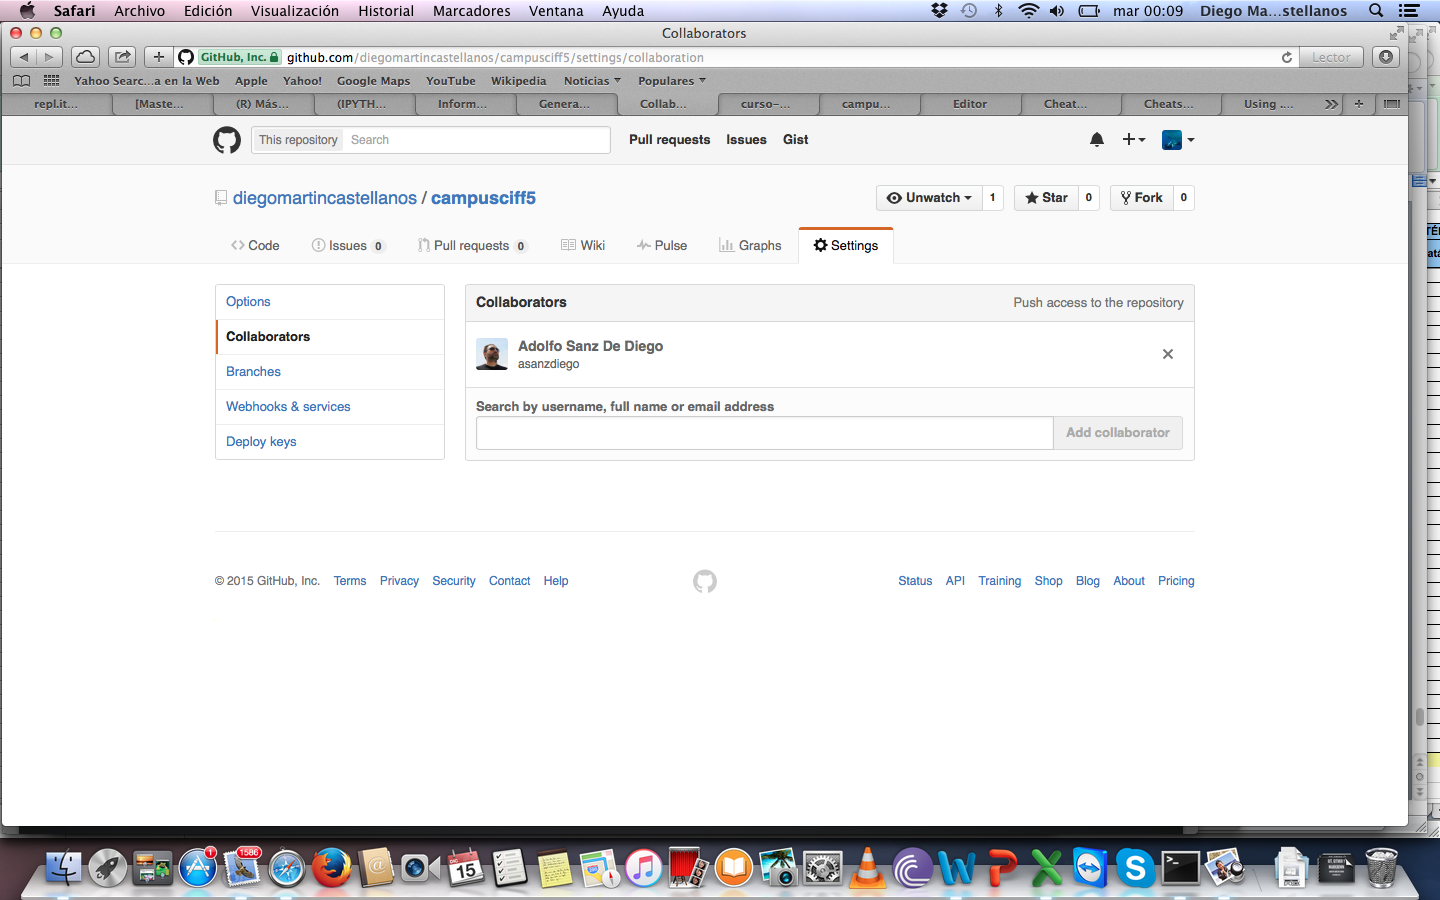 Safari Archivo Edición Visualización Historial Marcadores Ventana Ayuda mar 00:09 Diego Ma...stellanos
Collaborators
GitHub, Inc. github.com/diegomartincastellanos/campusciff5/settings/collaboration Lector
Yahoo Searc...a en la Web Apple Yahoo! Google Maps YouTube Wikipedia Noticias Populares
repl.it... [Maste... (R) Más... (IPYTH... Inform... Genera... Collab... curso-... campu... Editor Cheat... Cheats... Using ....
This repository Search Pull requests Issues Gist
diegomartincastellanos / campusciff5 Unwatch 1 Star 0 Fork 0
Code Issues 0 Pull requests 0 Wiki Pulse Graphs Settings
Options
Collaborators
Branches
Webhooks & services
Deploy keys
Collaborators Push access to the repository
Adolfo Sanz De Diego
asanzdiego
Search by username, full name or email address
Add collaborator
© 2015 GitHub, Inc. Terms Privacy Security Contact Help Status API Training Shop Blog About Pricing
1
1586
DIC
15